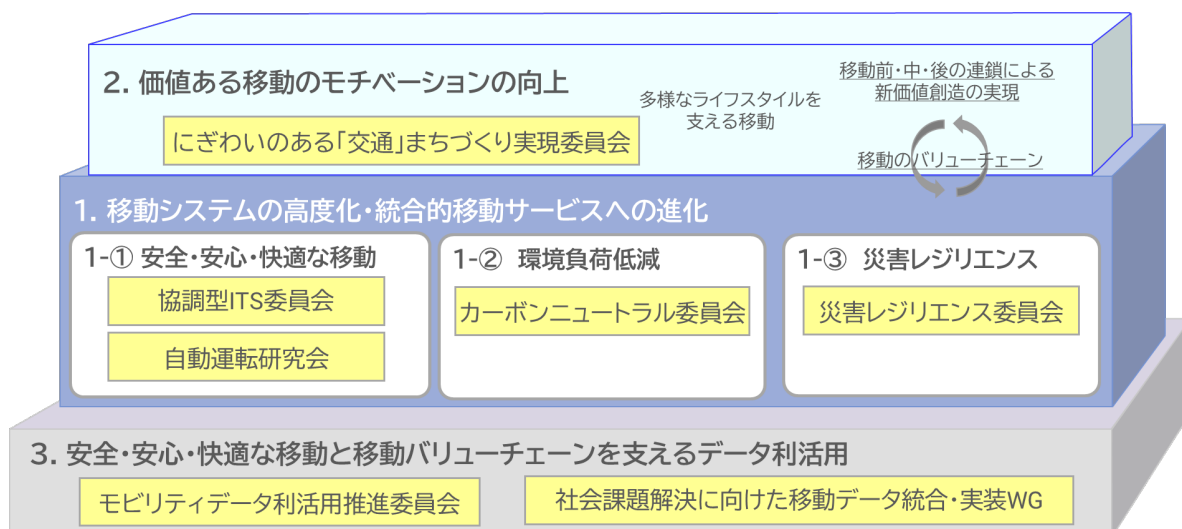 2. 価値ある移動のモチベーションの向上
にぎわいのある「交通」まちづくり実現委員会
多様なライフスタイルを
支える移動
移動前・中・後の連鎖による
新価値創造の実現
移動のバリューチェーン
1. 移動システムの高度化・統合的移動サービスへの進化
1-① 安全・安心・快適な移動
協調型ITS委員会
自動運転研究会
1-② 環境負荷低減
カーボンニュートラル委員会
1-③ 災害レジリエンス
災害レジリエンス委員会
3. 安全・安心・快適な移動と移動バリューチェーンを支えるデータ利活用
モビリティデータ利活用推進委員会
社会課題解決に向けた移動データ統合・実装WG